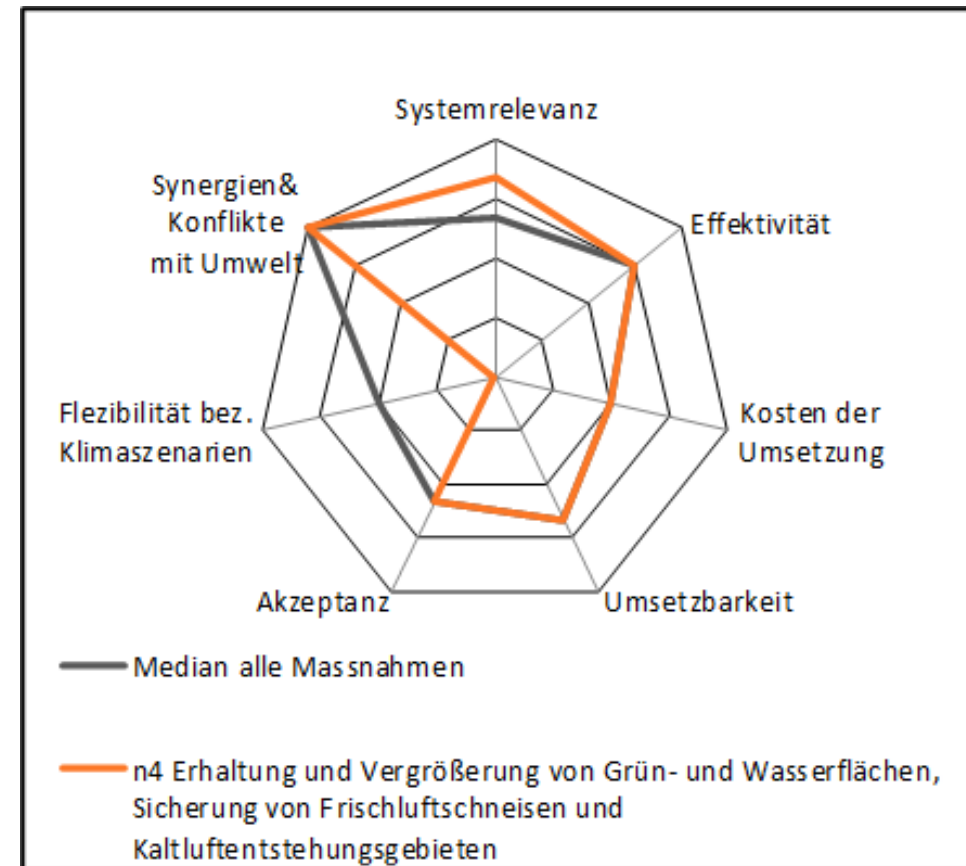 Systemrelevanz
Synergien&
Konflikte
mit Umwelt
Effektivität
Flezibilität bez.
Klimaszenarien
Kosten der
Umsetzung
Akzeptanz
Umsetzbarkeit
Median alle Massnahmen
n4 Erhaltung und Vergrößerung von Grün- und Wasserflächen,
Sicherung von Frischluftschneisen und
Kaltluftentstehungsgebieten